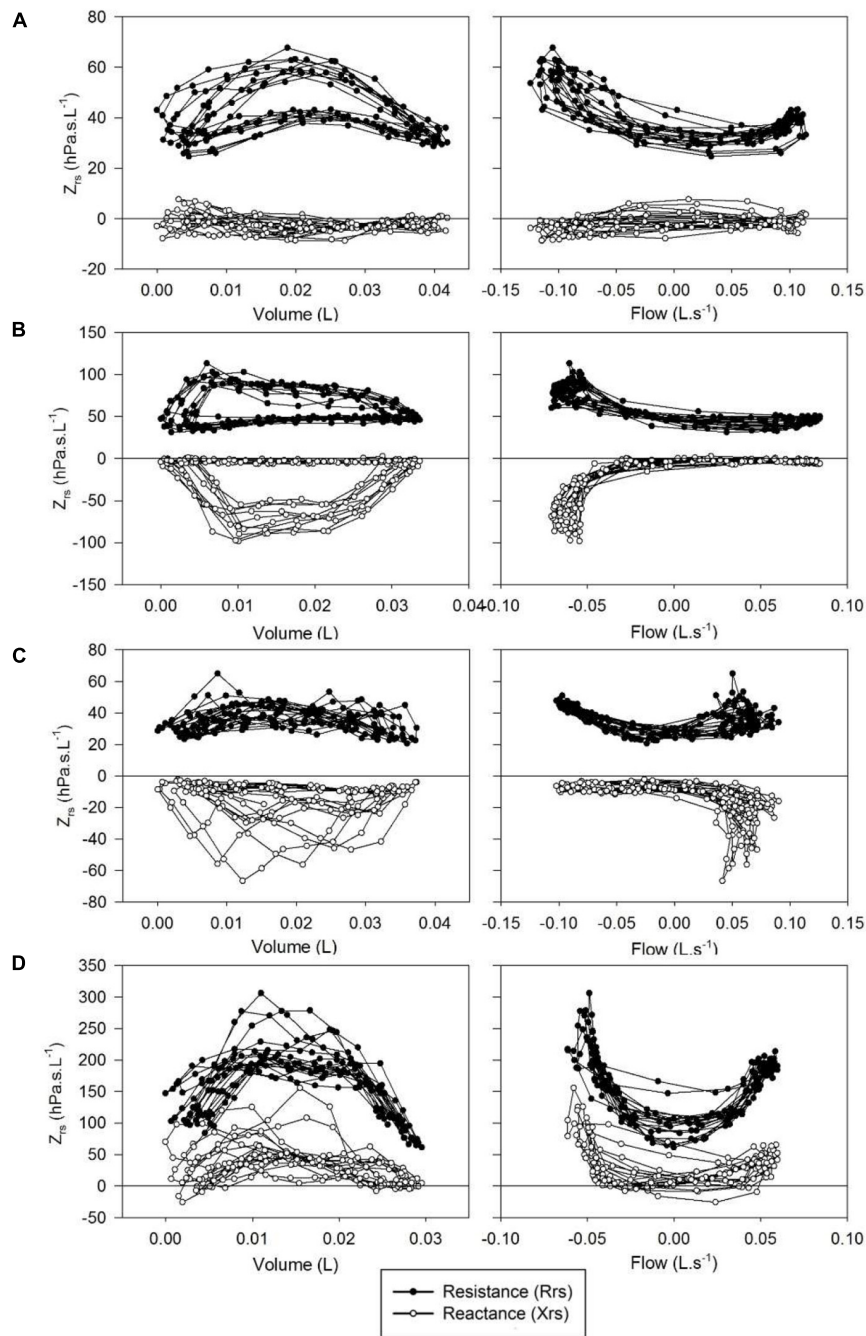 A
80
60
40
20
0
-20
Zrs (hPa.s.L-1)
0.00 0.01 0.02 0.03 0.04
Volume (L)
-0.15 -0.10 -0.05 0.00 0.05 0.10 0.15
Flow (L.s-1)
B
150
100
50
0
-50
-100
-150
Zrs (hPa.s.L-1)
0.00 0.01 0.02 0.03 0.04
Volume (L)
-0.10 -0.05 0.00 0.05 0.10
Flow (L.s-1)
C
80
60
40
20
0
-20
-40
-60
-80
Zrs (hPa.s.L-1)
0.00 0.01 0.02 0.03 0.04
Volume (L)
-0.15 -0.10 -0.05 0.00 0.05 0.10 0.15
Flow (L.s-1)
D
350
300
250
200
150
100
50
0
-50
Zrs (hPa.s.L-1)
0.00 0.01 0.02 0.03
Volume (L)
-0.10 -0.05 0.00 0.05 0.10
Flow (L.s-1)
Resistance (Rrs)
Reactance (Xrs)